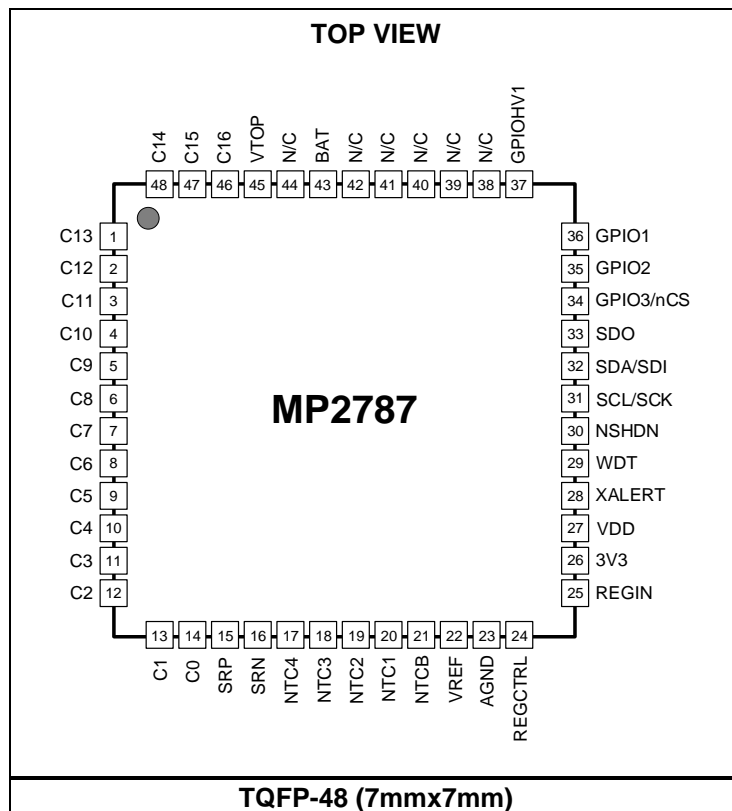 TOP VIEW
C14 C15 C16 VTOP N/C BAT N/C N/C N/C N/C N/C GPIOHV1
48 47 46 45 44 43 42 41 40 39 38 37
C13 1 36 GPIO1
C12 2 35 GPIO2
C11 3 34 GPIO3/nCS
C10 4 33 SDO
C9 5 32 SDA/SDI
C8 6 31 SCL/SCK
MP2787
C7 7 30 NSHDN
C6 8 29 WDT
C5 9 28 XALERT
C4 10 27 VDD
C3 11 26 3V3
C2 12 25 REGIN
13 14 15 16 17 18 19 20 21 22 23 24
C1 C0 SRP SRN NTC4 NTC3 NTC2 NTC1 NTCB VREF AGND REGCTRL
TQFP-48 (7mmx7mm)